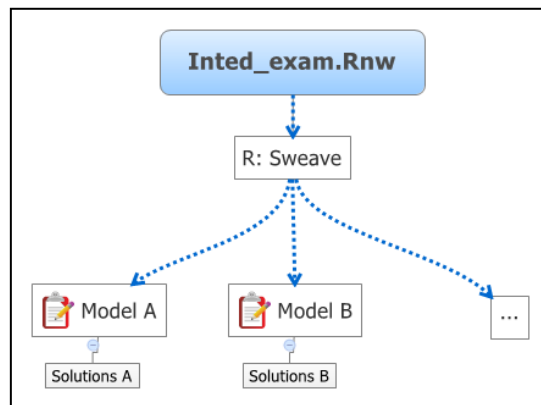 Inted_exam.Rnw
R: Sweave
Model A
Model B
...
Solutions A
Solutions B